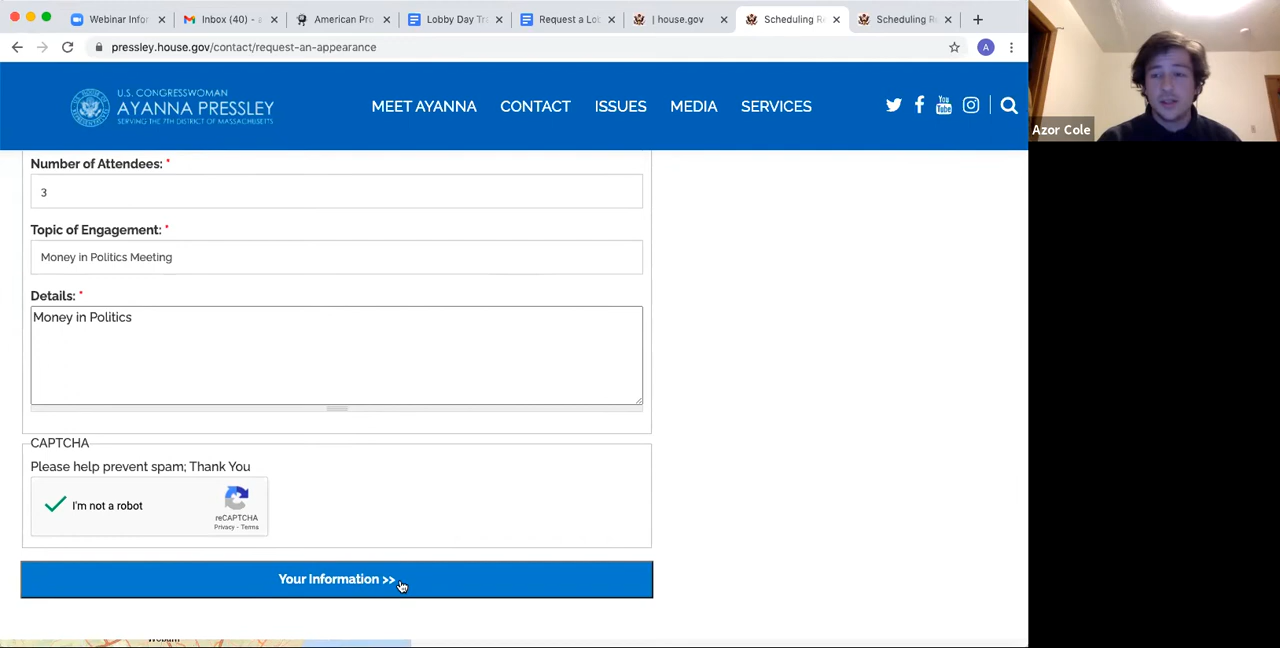 Webinar Infor
Inbox (40) - a
American Pro
Lobby Day Tr
Request a Lo
| house.gov
Scheduling R
Scheduling R
pressley.house.gov/contact/request-an-appearance
A
U.S. CONGRESSWOMAN
AYANNA PRESSLEY
SERVING THE 7TH DISTRICT OF MASSACHUSETTS
MEET AYANNA
CONTACT
ISSUES
MEDIA
SERVICES
You
Tube
Azor Cole
Number of Attendees: *
3
Topic of Engagement: *
Money in Politics Meeting
Details: *
Money in Politics
CAPTCHA
Please help prevent spam; Thank You
I'm not a robot
reCAPTCHA
Privacy - Terms
Your Information >>